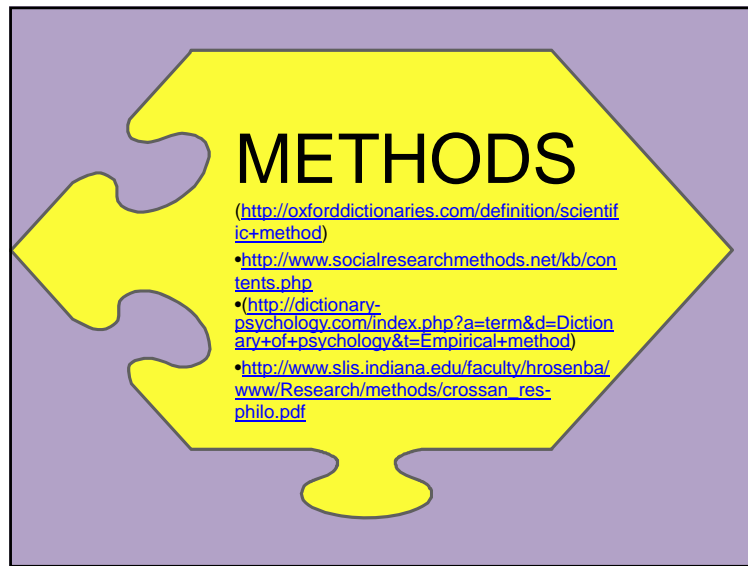 METHODS
(http://oxforddictionaries.com/definition/scientif
ic+method)
•http://www.socialresearchmethods.net/kb/con
tents.php
•(http://dictionary-
psychology.com/index.php?a=term&d=Diction
ary+of+psychology&t=Empirical+method)
•http://www.slis.indiana.edu/faculty/hrosenba/
www/Research/methods/crossan_res-
philo.pdf